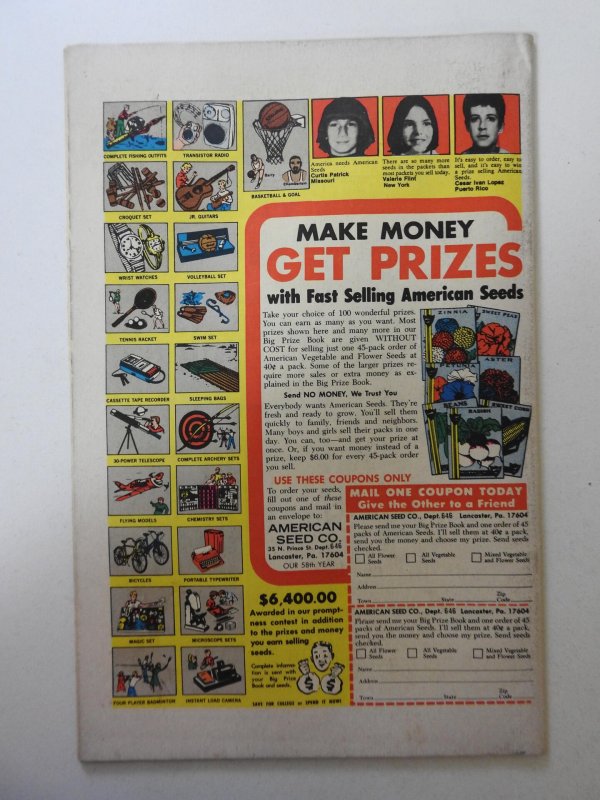 COMPLETE FISHING OUTFITS
TRANSISTOR RADIO
CROQUET SET
JR. GUITARS
WRIST WATCHES
VOLLEYBALL SET
TENNIS RACKET
SWIM SET
CASSETTE TAPE RECORDER
SLEEPING BAGS
30-POWER TELESCOPE
COMPLETE ARCHERY SETS
FLYING MODELS
CHEMISTRY SETS
BICYCLES
PORTABLE TYPEWRITER
MAGIC SET
MICROSCOPE SETS
FOUR PLAYER BADMINTON
INSTANT LOAD CAMERA
Barry
Chamberlain
BASKETBALL & GOAL
America needs American
Seeds.
Curtis Patrick
Missouri
There are so many more
seeds in the packets than
most packets you sell today.
Valerie Flint
New York
It's easy to order, easy to
sell, and it's easy to win
a prize selling American
Seeds.
Cesar Ivan Lopez
Puerto Rico
MAKE MONEY
GET PRIZES
with Fast Selling American Seeds
Take your choice of 100 wonderful prizes.
You can earn as many as you want. Most
prizes shown here and many more in our
Big Prize Book are given WITHOUT
COST for selling just one 45-pack order of
American Vegetable and Flower Seeds at
40¢ a pack. Some of the larger prizes re-
quire more sales or extra money as ex-
plained in the Big Prize Book.
Send NO MONEY, We Trust You
Everybody wants American Seeds. They're
fresh and ready to grow. You'll sell them
quickly to family, friends and neighbors.
Many boys and girls sell their packs in one
day. You can, too—and get your prize at
once. Or, if you want money instead of a
prize, keep $6.00 for every 45-pack order
you sell.
ZINNIA
SWEET PEAS
PETUNIA
ASTER
BEANS
RADISH
SWEET CORN
USE THESE COUPONS ONLY
To order your seeds,
fill out one of these
coupons and mail in
an envelope to:
AMERICAN
SEED CO.
35 N. Prince St. Dept. 646
Lancaster, Pa. 17604
OUR 58th YEAR
MAIL ONE COUPON TODAY
Give the Other to a Friend
AMERICAN SEED CO., Dept. 646 Lancaster, Pa. 17604
Please send me your Big Prize Book and one order of 45
packs of American Seeds. I'll sell them at 40¢ a pack,
send you the money and choose my prize. Send seeds
checked.
All Flower Seeds
All Vegetable Seeds
Mixed Vegetable and Flower Seeds
Name
Address
Town State Zip Code
AMERICAN SEED CO., Dept. 646 Lancaster, Pa. 17604
Please send me your Big Prize Book and one order of 45
packs of American Seeds. I'll sell them at 40¢ a pack,
send you the money and choose my prize. Send seeds
checked.
All Flower Seeds
All Vegetable Seeds
Mixed Vegetable and Flower Seeds
Name
Address
Town State Zip Code
$6,400.00
Awarded in our prompt-
ness contest in addition
to the prizes and money
you earn selling
seeds.
Complete informa-
tion is sent
with your
Big Prize
Book and seeds.
$ $
SAVE FOR COLLEGE or SPEND IT NOW!